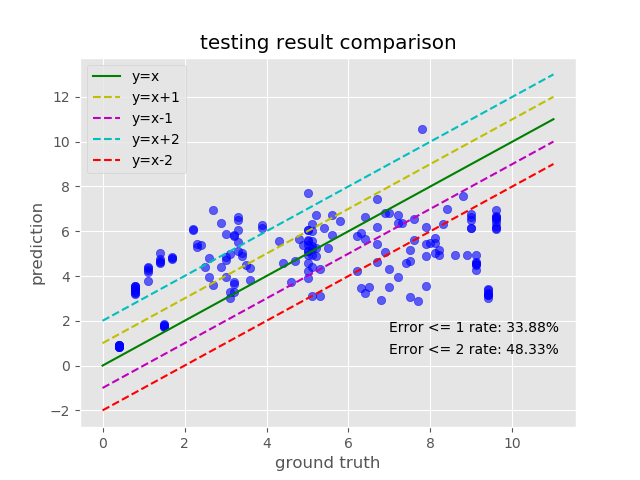 testing result comparison
y=x
y=x+1
y=x-1
y=x+2
y=x-2
12
10
8
6
4
2
0
−2
prediction
Error <= 1 rate: 33.88%
Error <= 2 rate: 48.33%
0 2 4 6 8 10
ground truth